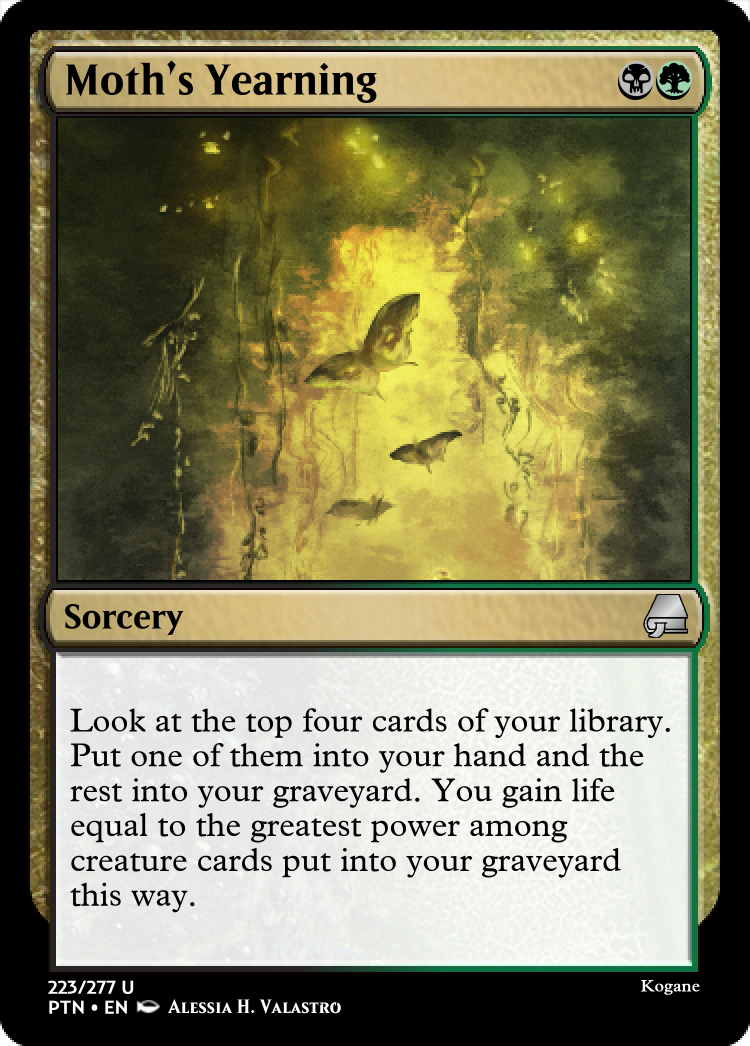 Moth's Yearning
Sorcery
Look at the top four cards of your library.
Put one of them into your hand and the
rest into your graveyard. You gain life
equal to the greatest power among
creature cards put into your graveyard
this way.
223/277 U
Kogane
PTN • EN Alessia H. Valastro